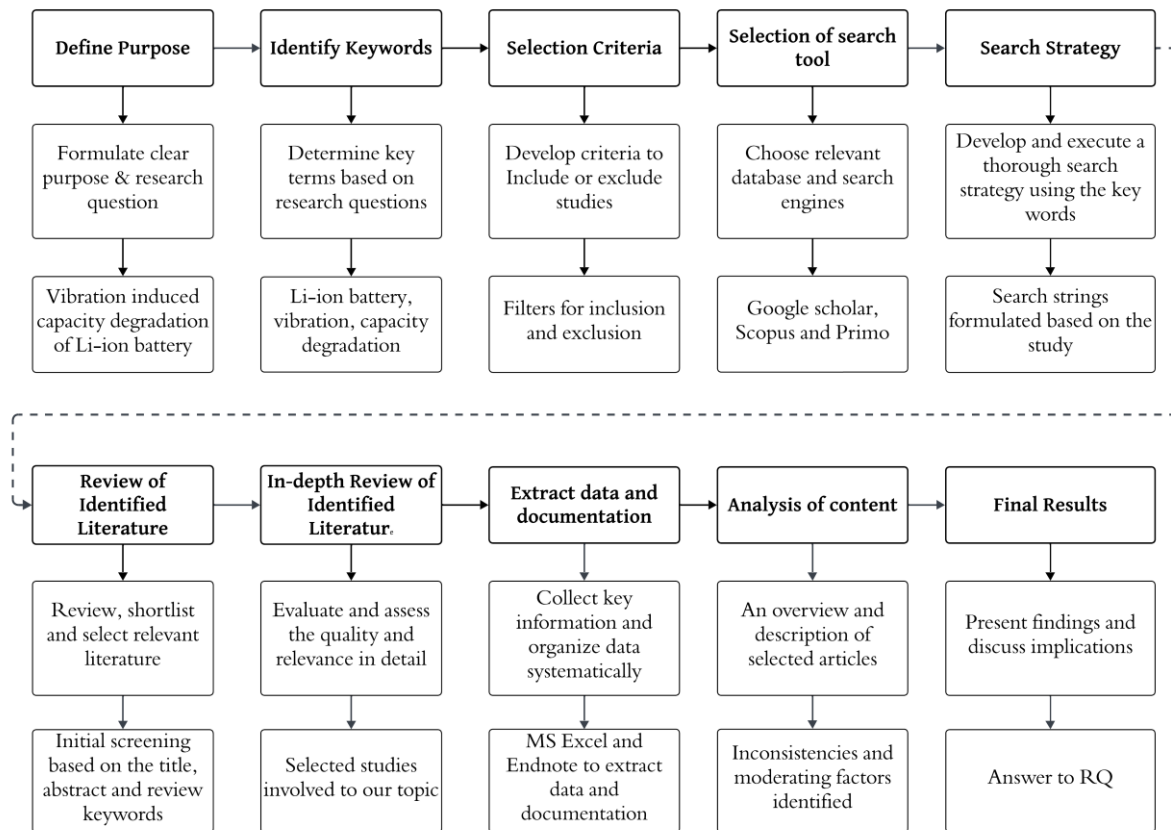 Define Purpose
Identify Keywords
Selection Criteria
Selection of search
tool
Search Strategy
Formulate clear
purpose & research
question
Determine key
terms based on
research questions
Develop criteria to
Include or exclude
studies
Choose relevant
database and search
engines
Develop and execute a
thorough search
strategy using the key
words
Vibration induced
capacity degradation
of Li-ion battery
Li-ion battery,
vibration, capacity
degradation
Filters for inclusion
and exclusion
Google scholar,
Scopus and Primo
Search strings
formulated based on the
study
Review of
Identified
Literature
In-depth Review of
Identified
Literature
Extract data and
documentation
Analysis of content
Final Results
Review, shortlist
and select relevant
literature
Evaluate and assess
the quality and
relevance in detail
Collect key
information and
organize data
systematically
An overview and
description of
selected articles
Present findings and
discuss implications
Initial screening
based on the title,
abstract and review
keywords
Selected studies
involved to our topic
MS Excel and
Endnote to extract
data and
documentation
Inconsistencies and
moderating factors
identified
Answer to RQ